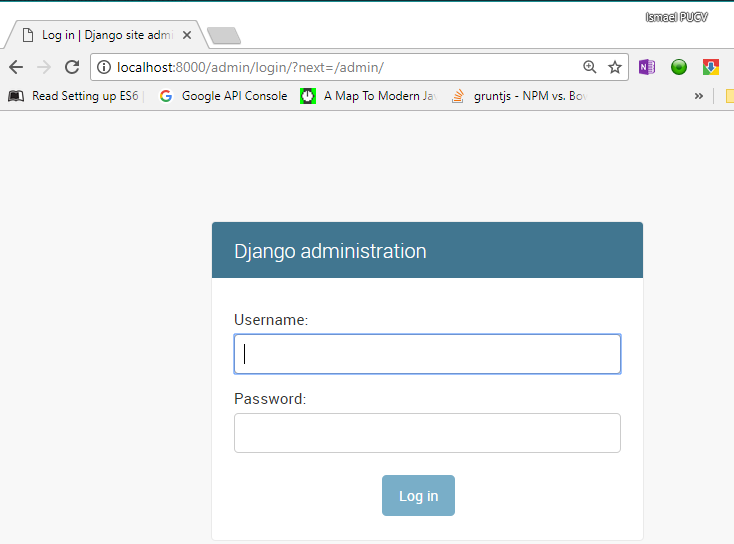 Ismael PUCV
Log in | Django site adm
localhost:8000/admin/login/?next=/admin/
Read Setting up ES6 Google API Console A Map To Modern Ja gruntjs - NPM vs. Bo »
Django administration
Username:
Password:
Log in